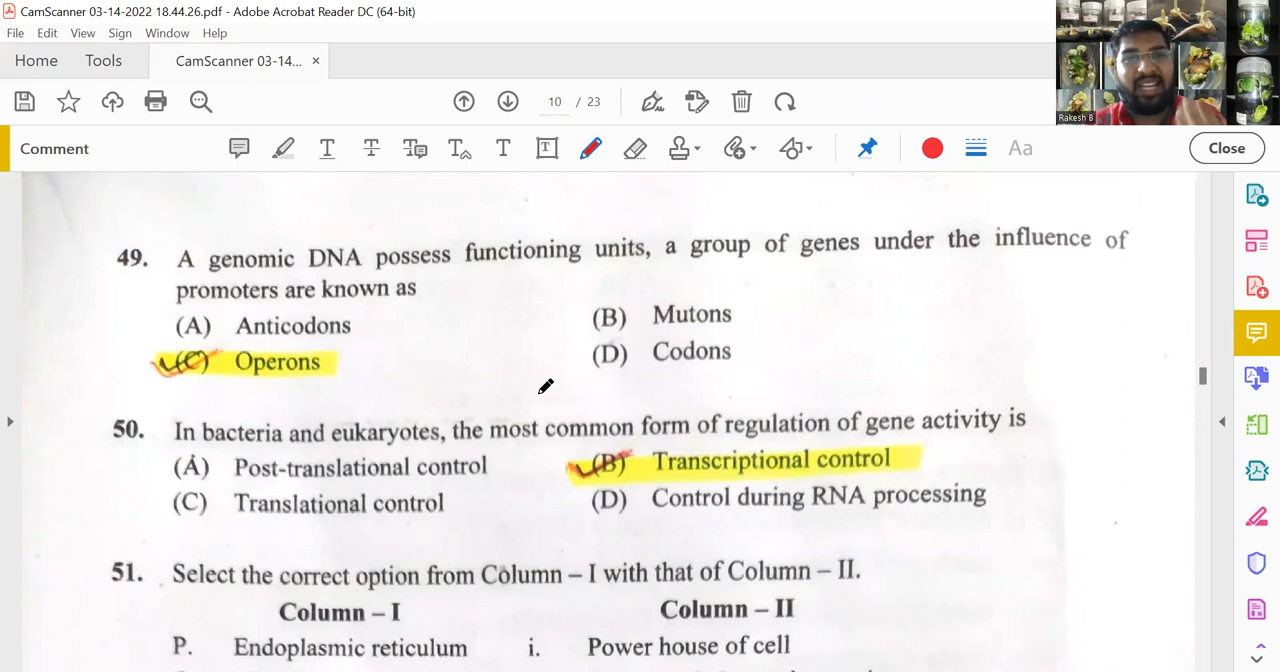 CamScanner 03-14-2022 18.44.26.pdf - Adobe Acrobat Reader DC (64-bit)
File Edit View Sign Window Help
Home Tools CamScanner 03-14... ×
10 / 23
Comment
Aa
Close
Rakesh B
49. A genomic DNA possess functioning units, a group of genes under the influence of
promoters are known as
(A) Anticodons (B) Mutons
(C) Operons (D) Codons
50. In bacteria and eukaryotes, the most common form of regulation of gene activity is
(A) Post-translational control (B) Transcriptional control
(C) Translational control (D) Control during RNA processing
51. Select the correct option from Column – I with that of Column – II.
Column – I Column – II
P. Endoplasmic reticulum i. Power house of cell